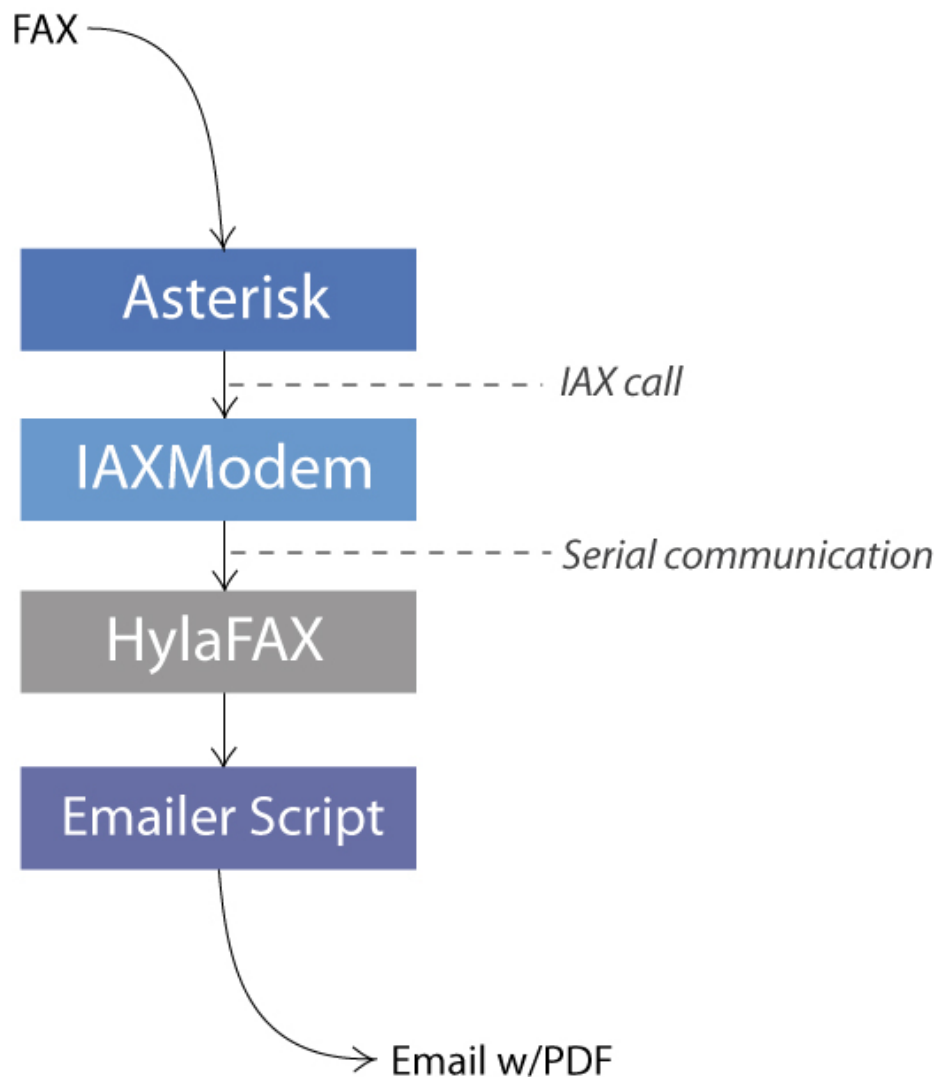 FAX
Asterisk
IAX call
IAXModem
Serial communication
HylaFAX
Emailer Script
Email w/PDF